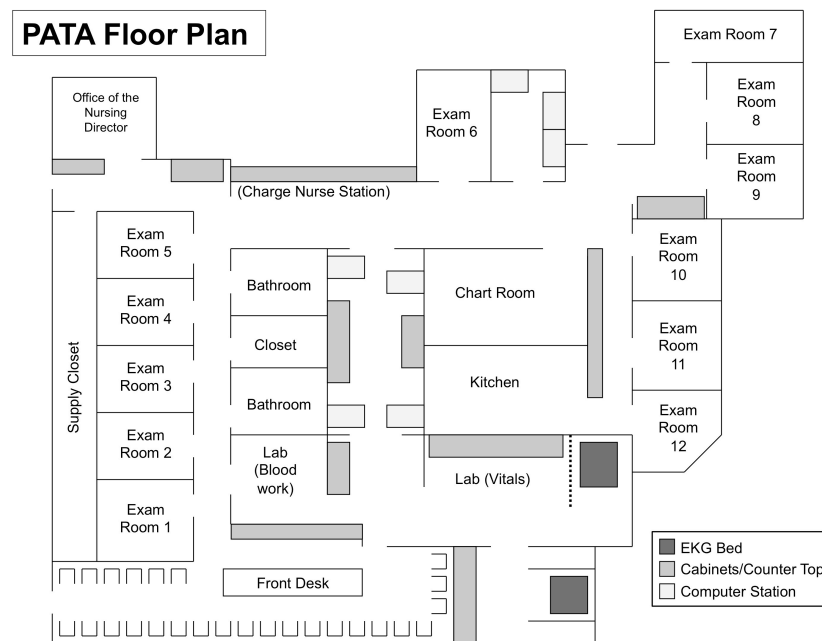 PATA Floor Plan
Exam Room 7
Office of the
Nursing
Director
Exam
Room 6
Exam
Room
8
Exam
Room
9
(Charge Nurse Station)
Exam
Room 5
Exam
Room 4
Exam
Room 3
Exam
Room 2
Exam
Room 1
Supply Closet
Bathroom
Closet
Bathroom
Lab
(Blood
work)
Chart Room
Kitchen
Lab (Vitals)
Exam
Room
10
Exam
Room
11
Exam
Room
12
Front Desk
EKG Bed
Cabinets/Counter Top
Computer Station